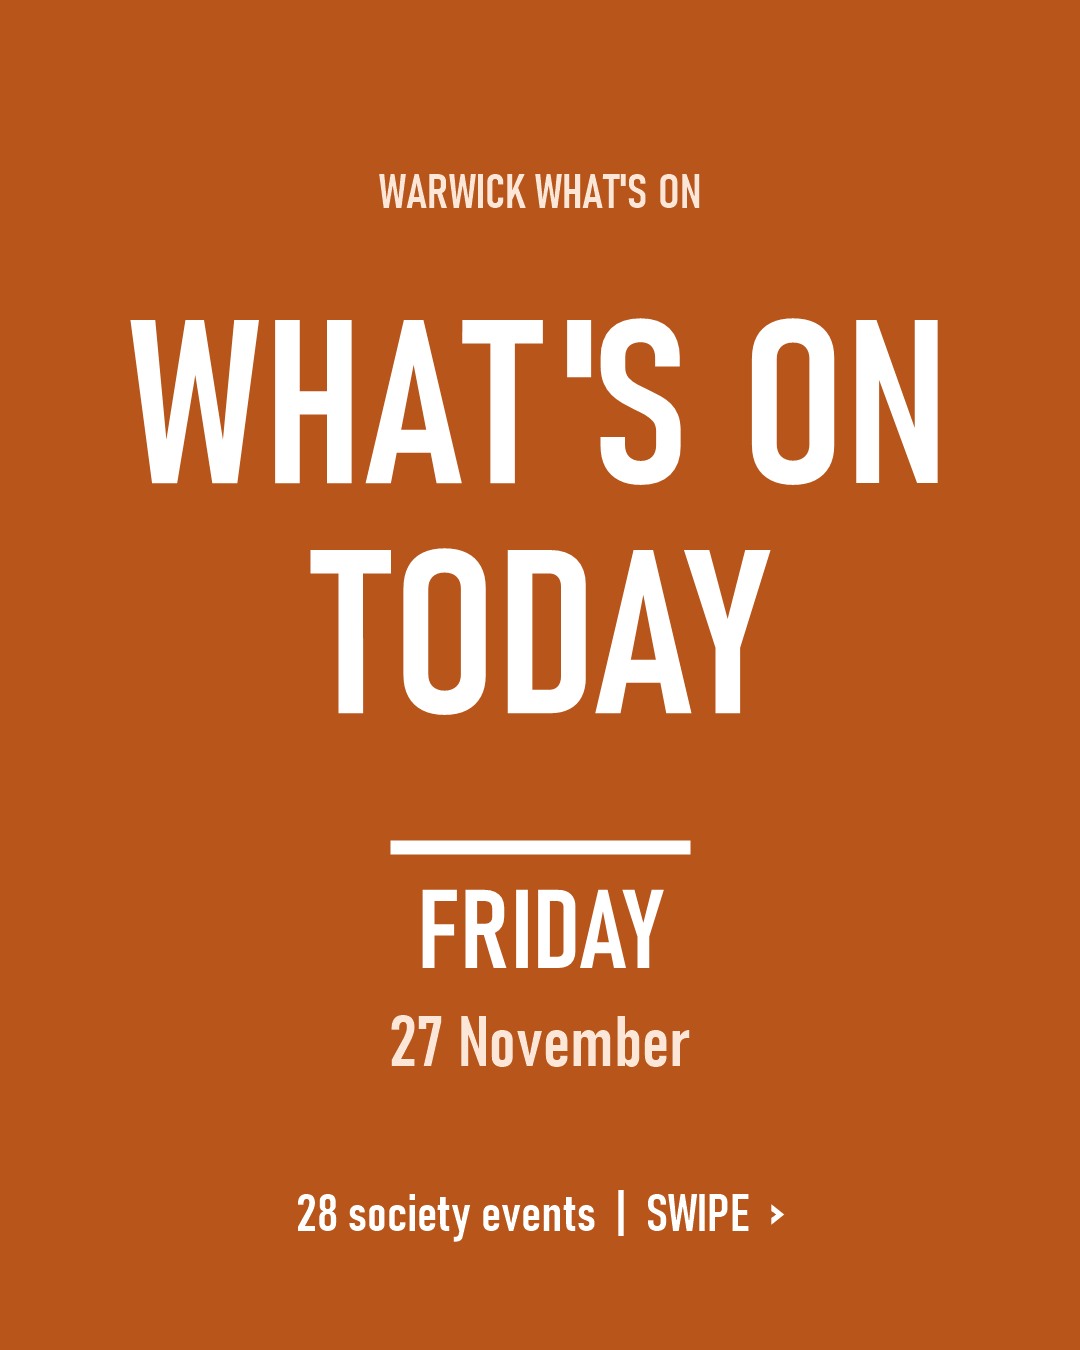 WARWICK WHAT'S ON
WHAT'S ON
TODAY
FRIDAY
27 November
28 society events | SWIPE >